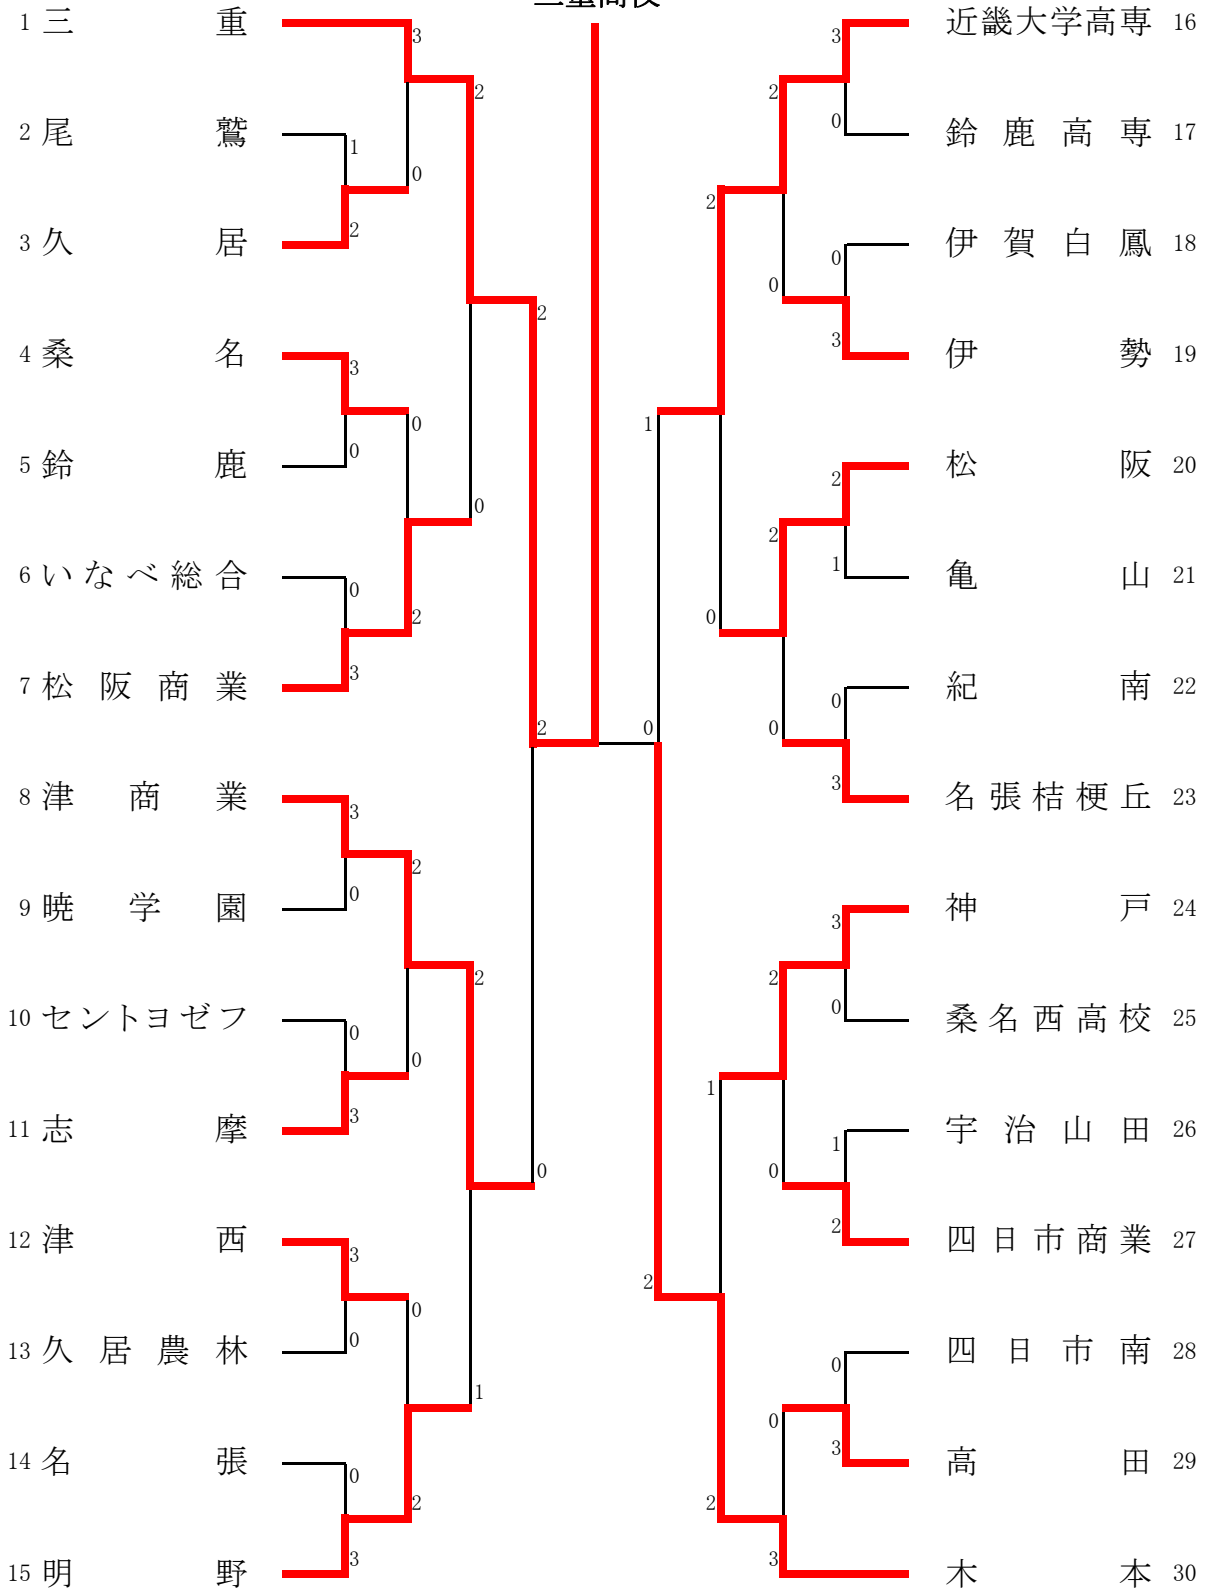 三重高校
1 三重 近畿大学高専 16
3 3
2 2
0
2 尾鷲 鈴鹿高専 17
1
0
2
2
3 久居 伊賀白鳳 18
0
0
2
3
4 桑名 伊勢 19
3
0 1
0
5 鈴鹿 松阪 20
2
0
2
1
6 いなべ総合 亀山 21
0
2 0
3
7 松阪商業 紀南 22
0
2 0 0
3
8 津商業 名張桔梗丘 23
3
2
0
9 暁学園 神戸 24
3
2 2
0
10 セントヨゼフ 桑名西高校 25
0
0
1
3
11 志摩 宇治山田 26
1
0 0
2
12 津西 四日市商業 27
3
2
0
0
13 久居農林 四日市南 28
0
1
0
3
14 名張 高田 29
0
2 2
3 3
15 明野 木本 30